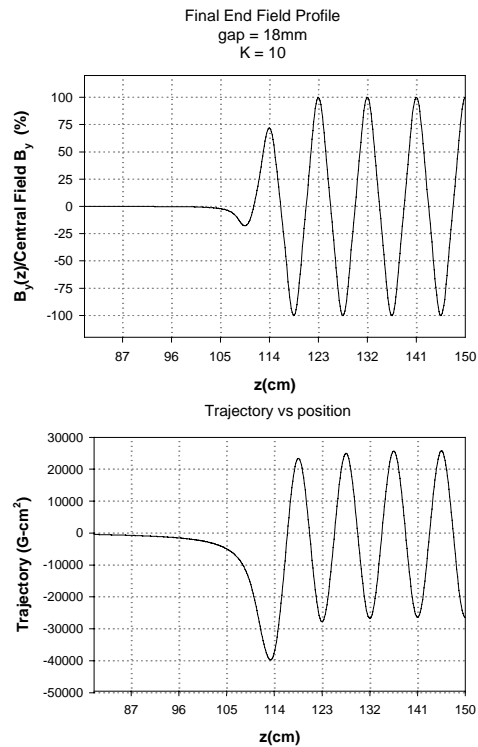 Final End Field Profile
gap = 18mm
K = 10
B_y(z)/Central Field B_y (%)
100
75
50
25
0
-25
-50
-75
-100
87 96 105 114 123 132 141 150
z(cm)
Trajectory vs position
Trajectory (G-cm²)
30000
20000
10000
0
-10000
-20000
-30000
-40000
-50000
87 96 105 114 123 132 141 150
z(cm)